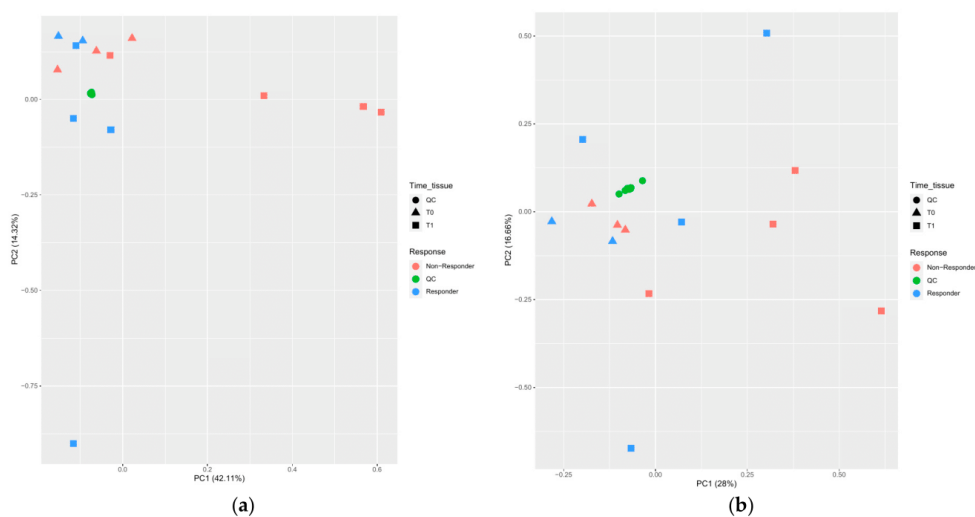 0.00
−0.25
−0.50
−0.75
0.0
0.2
0.4
0.6
PC1 (42.11%)
PC2 (14.32%)
Time_tissue
QC
T0
T1
Response
Non−Responder
QC
Responder
(a)
0.50
0.25
0.00
−0.25
−0.50
−0.25
0.00
0.25
0.50
PC1 (28%)
PC2 (16.66%)
Time_tissue
QC
T0
T1
Response
Non−Responder
QC
Responder
(b)